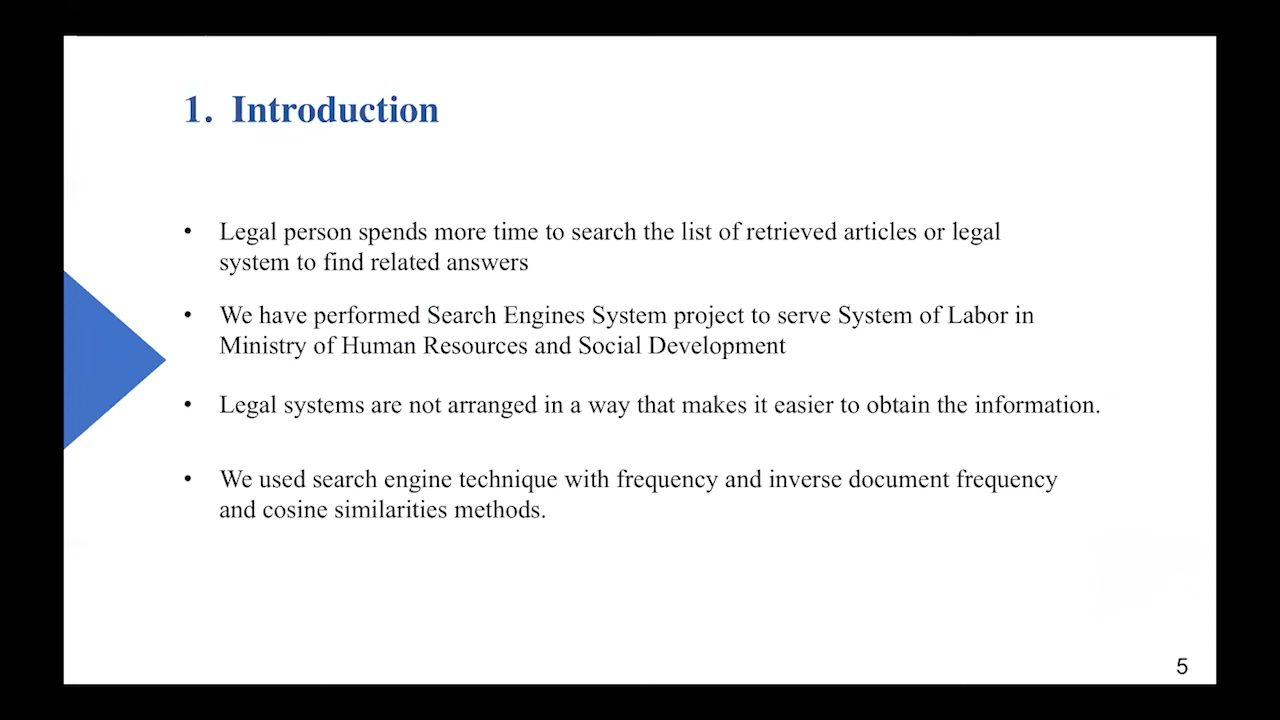 1. Introduction
• Legal person spends more time to search the list of retrieved articles or legal
system to find related answers
• We have performed Search Engines System project to serve System of Labor in
Ministry of Human Resources and Social Development
• Legal systems are not arranged in a way that makes it easier to obtain the information.
• We used search engine technique with frequency and inverse document frequency
and cosine similarities methods.
5